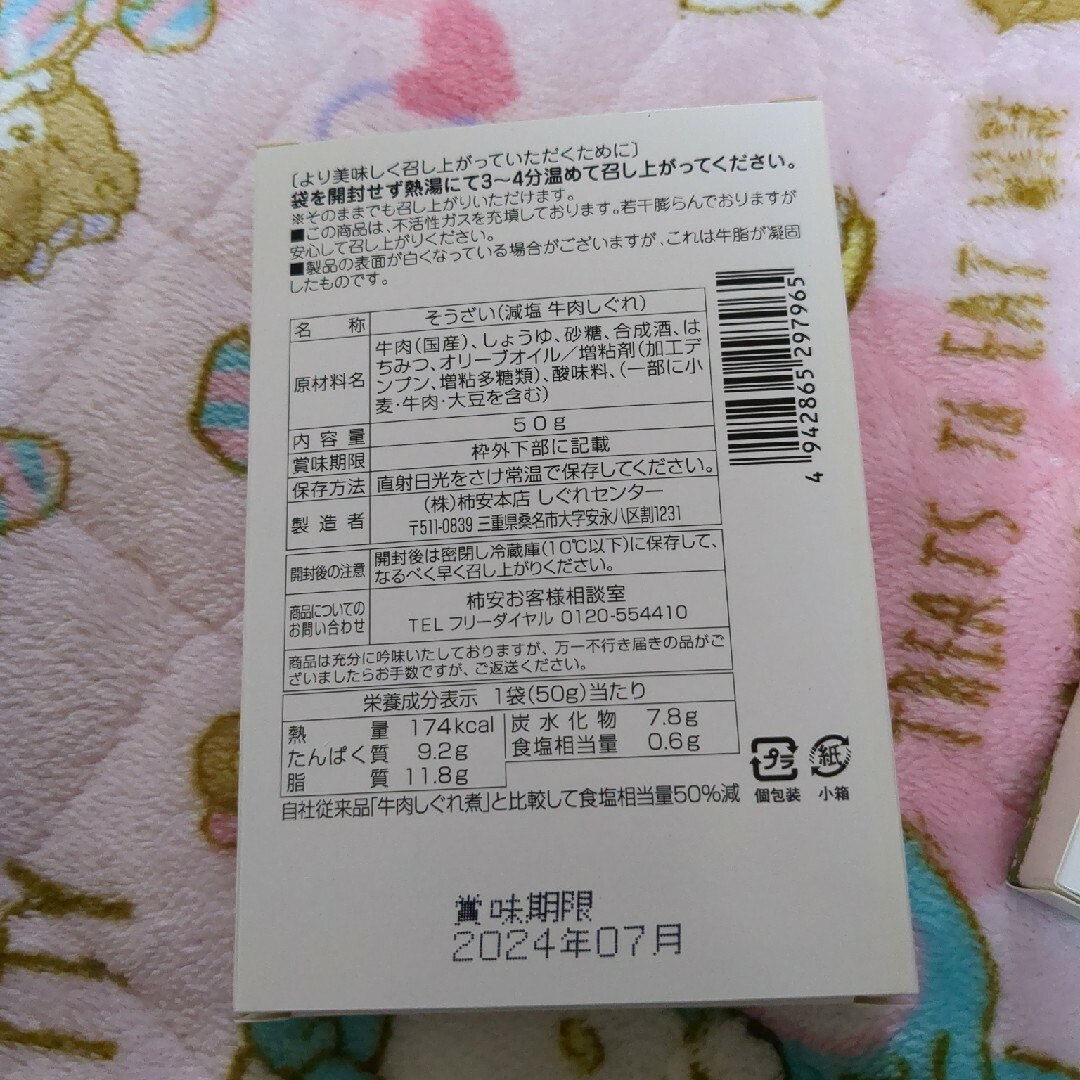 〔より美味しく召し上がっていただくために〕
袋を開封せず熱湯にて3〜4分温めて召し上がってください。
※そのままでも召し上がりいただけます。
■この商品は、不活性ガスを充填しております。若干膨らんでおりますが
安心して召し上がりください。
■製品の表面が白くなっている場合がございますが、これは牛脂が凝固
したものです。
名称 そうざい(減塩 牛肉しぐれ)
原材料名 牛肉(国産)、しょうゆ、砂糖、合成酒、は
ちみつ、オリーブオイル／増粘剤(加工デ
ンプン、増粘多糖類)、酸味料、(一部に小
麦・牛肉・大豆を含む)
内容量 50g
賞味期限 枠外下部に記載
保存方法 直射日光をさけ常温で保存してください。
製造者 (株)柿安本店 しぐれセンター
〒511-0839 三重県桑名市大字安永八区割1231
開封後の注意 開封後は密閉し冷蔵庫(10℃以下)に保存して、
なるべく早く召し上がりください。
商品についての
お問い合わせ
柿安お客様相談室
TEL フリーダイヤル 0120-554410
商品は充分に吟味いたしておりますが、万一不行き届きの品がご
ざいましたらお手数ですが、ご返送ください。
栄養成分表示 1袋(50g)当たり
熱量 174kcal
たんぱく質 9.2g
脂質 11.8g
炭水化物 7.8g
食塩相当量 0.6g
自社従来品「牛肉しぐれ煮」と比較して食塩相当量50%減
プラ
個包装
紙
小箱
4942865297965
賞味期限
2024年07月
TREATS TO EAT